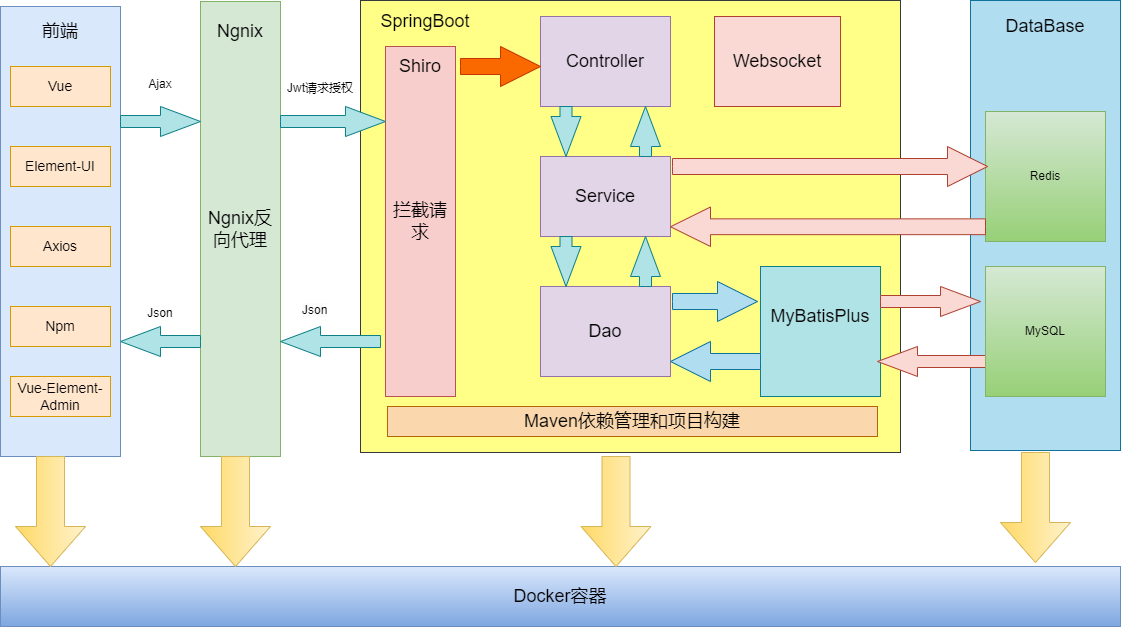 前端
Vue
Element-UI
Axios
Npm
Vue-Element-
Admin
Ajax
Json
Ngnix
Ngnix反
向代理
Jwt请求授权
Json
SpringBoot
Shiro
拦截请
求
Controller
Service
Dao
Websocket
MyBatisPlus
Maven依赖管理和项目构建
DataBase
Redis
MySQL
Docker容器